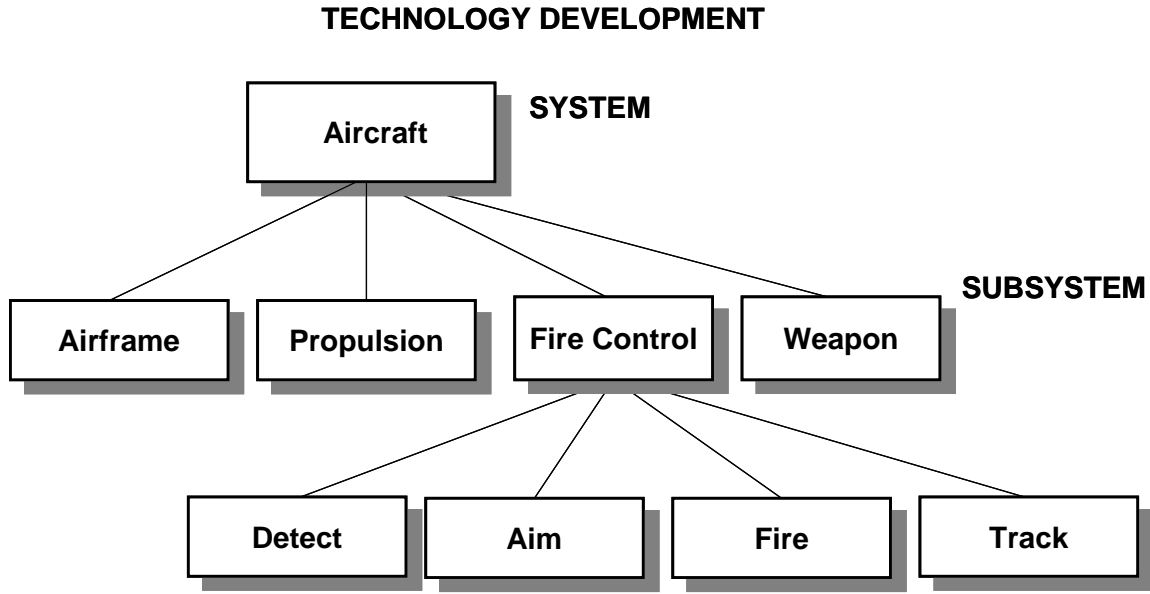 TECHNOLOGY DEVELOPMENT
Aircraft
SYSTEM
SUBSYSTEM
Airframe
Propulsion
Fire Control
Weapon
Detect
Aim
Fire
Track